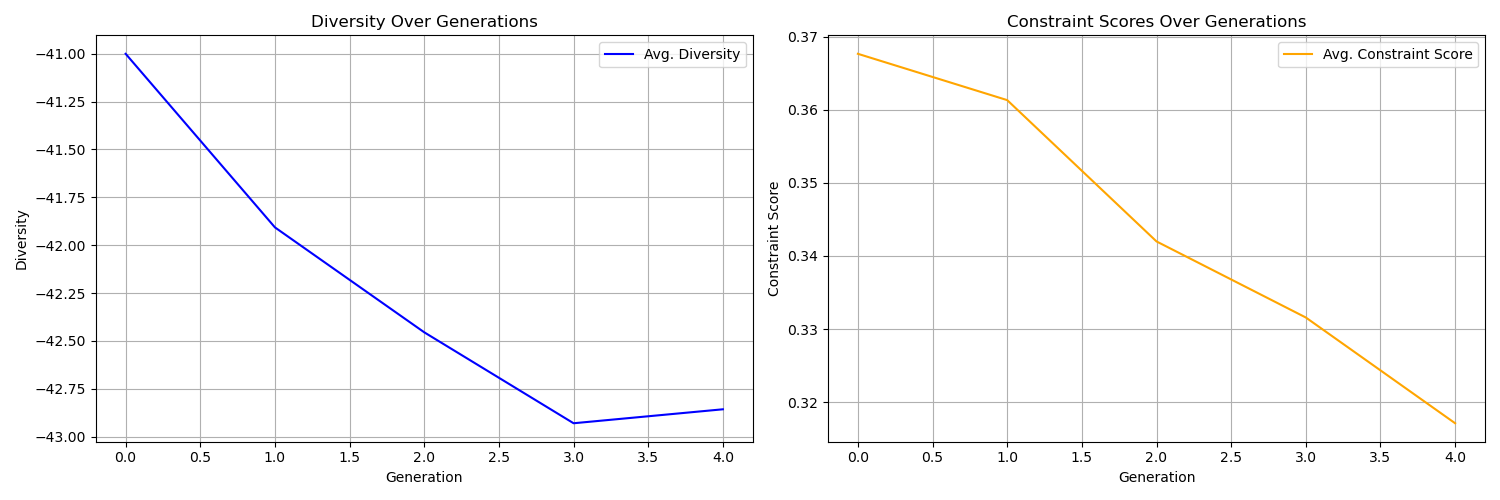 Diversity Over Generations
Avg. Diversity
−41.00
−41.25
−41.50
−41.75
−42.00
−42.25
−42.50
−42.75
−43.00
Diversity
0.0 0.5 1.0 1.5 2.0 2.5 3.0 3.5 4.0
Generation
Constraint Scores Over Generations
Avg. Constraint Score
0.37
0.36
0.35
0.34
0.33
0.32
Constraint Score
0.0 0.5 1.0 1.5 2.0 2.5 3.0 3.5 4.0
Generation